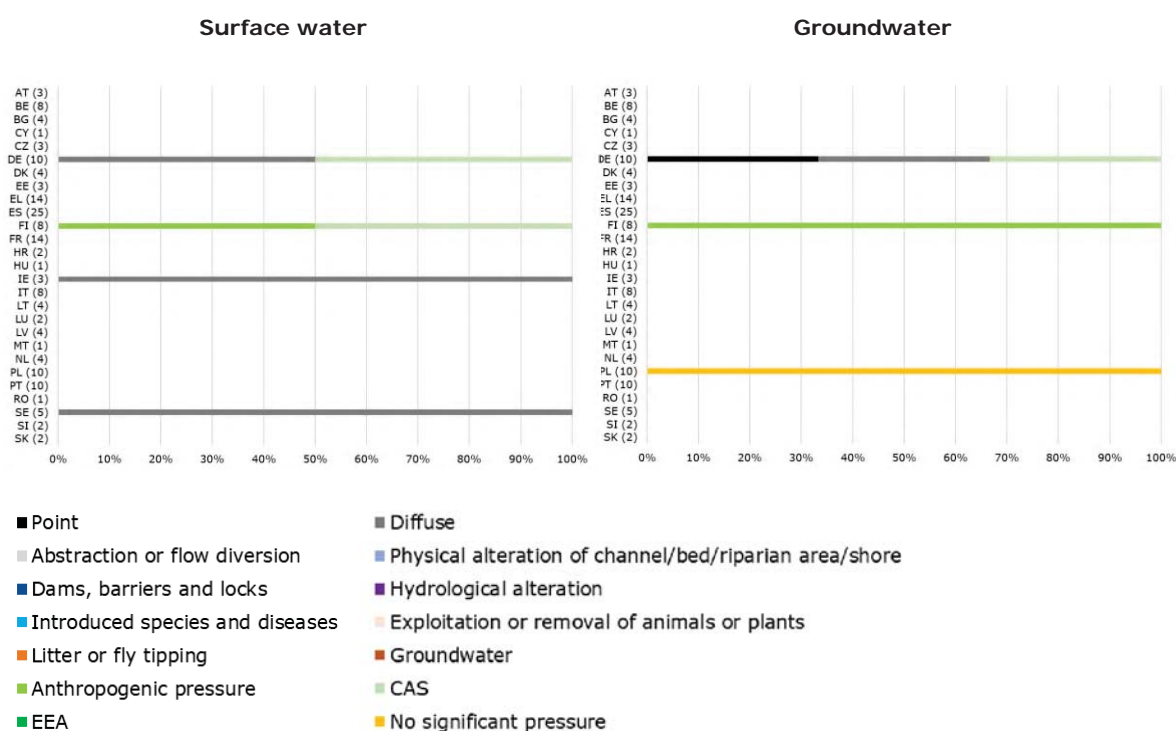 Surface water
Groundwater
AT (3)
BE (8)
BG (4)
CY (1)
CZ (3)
DE (10)
DK (4)
EE (3)
EL (14)
ES (25)
FI (8)
FR (14)
HR (2)
HU (1)
IE (3)
IT (8)
LT (4)
LU (2)
LV (4)
MT (1)
NL (4)
PL (10)
PT (10)
RO (1)
SE (5)
SI (2)
SK (2)
0% 10% 20% 30% 40% 50% 60% 70% 80% 90% 100%
AT (3)
BE (8)
BG (4)
CY (1)
CZ (3)
DE (10)
DK (4)
EE (3)
EL (14)
ES (25)
FI (8)
FR (14)
HR (2)
HU (1)
IE (3)
IT (8)
LT (4)
LU (2)
LV (4)
MT (1)
NL (4)
PL (10)
PT (10)
RO (1)
SE (5)
SI (2)
SK (2)
0% 10% 20% 30% 40% 50% 60% 70% 80% 90% 100%
Point
Diffuse
Abstraction or flow diversion
Physical alteration of channel/bed/riparian area/shore
Dams, barriers and locks
Hydrological alteration
Introduced species and diseases
Exploitation or removal of animals or plants
Litter or fly tipping
Groundwater
Anthropogenic pressure
CAS
EEA
No significant pressure